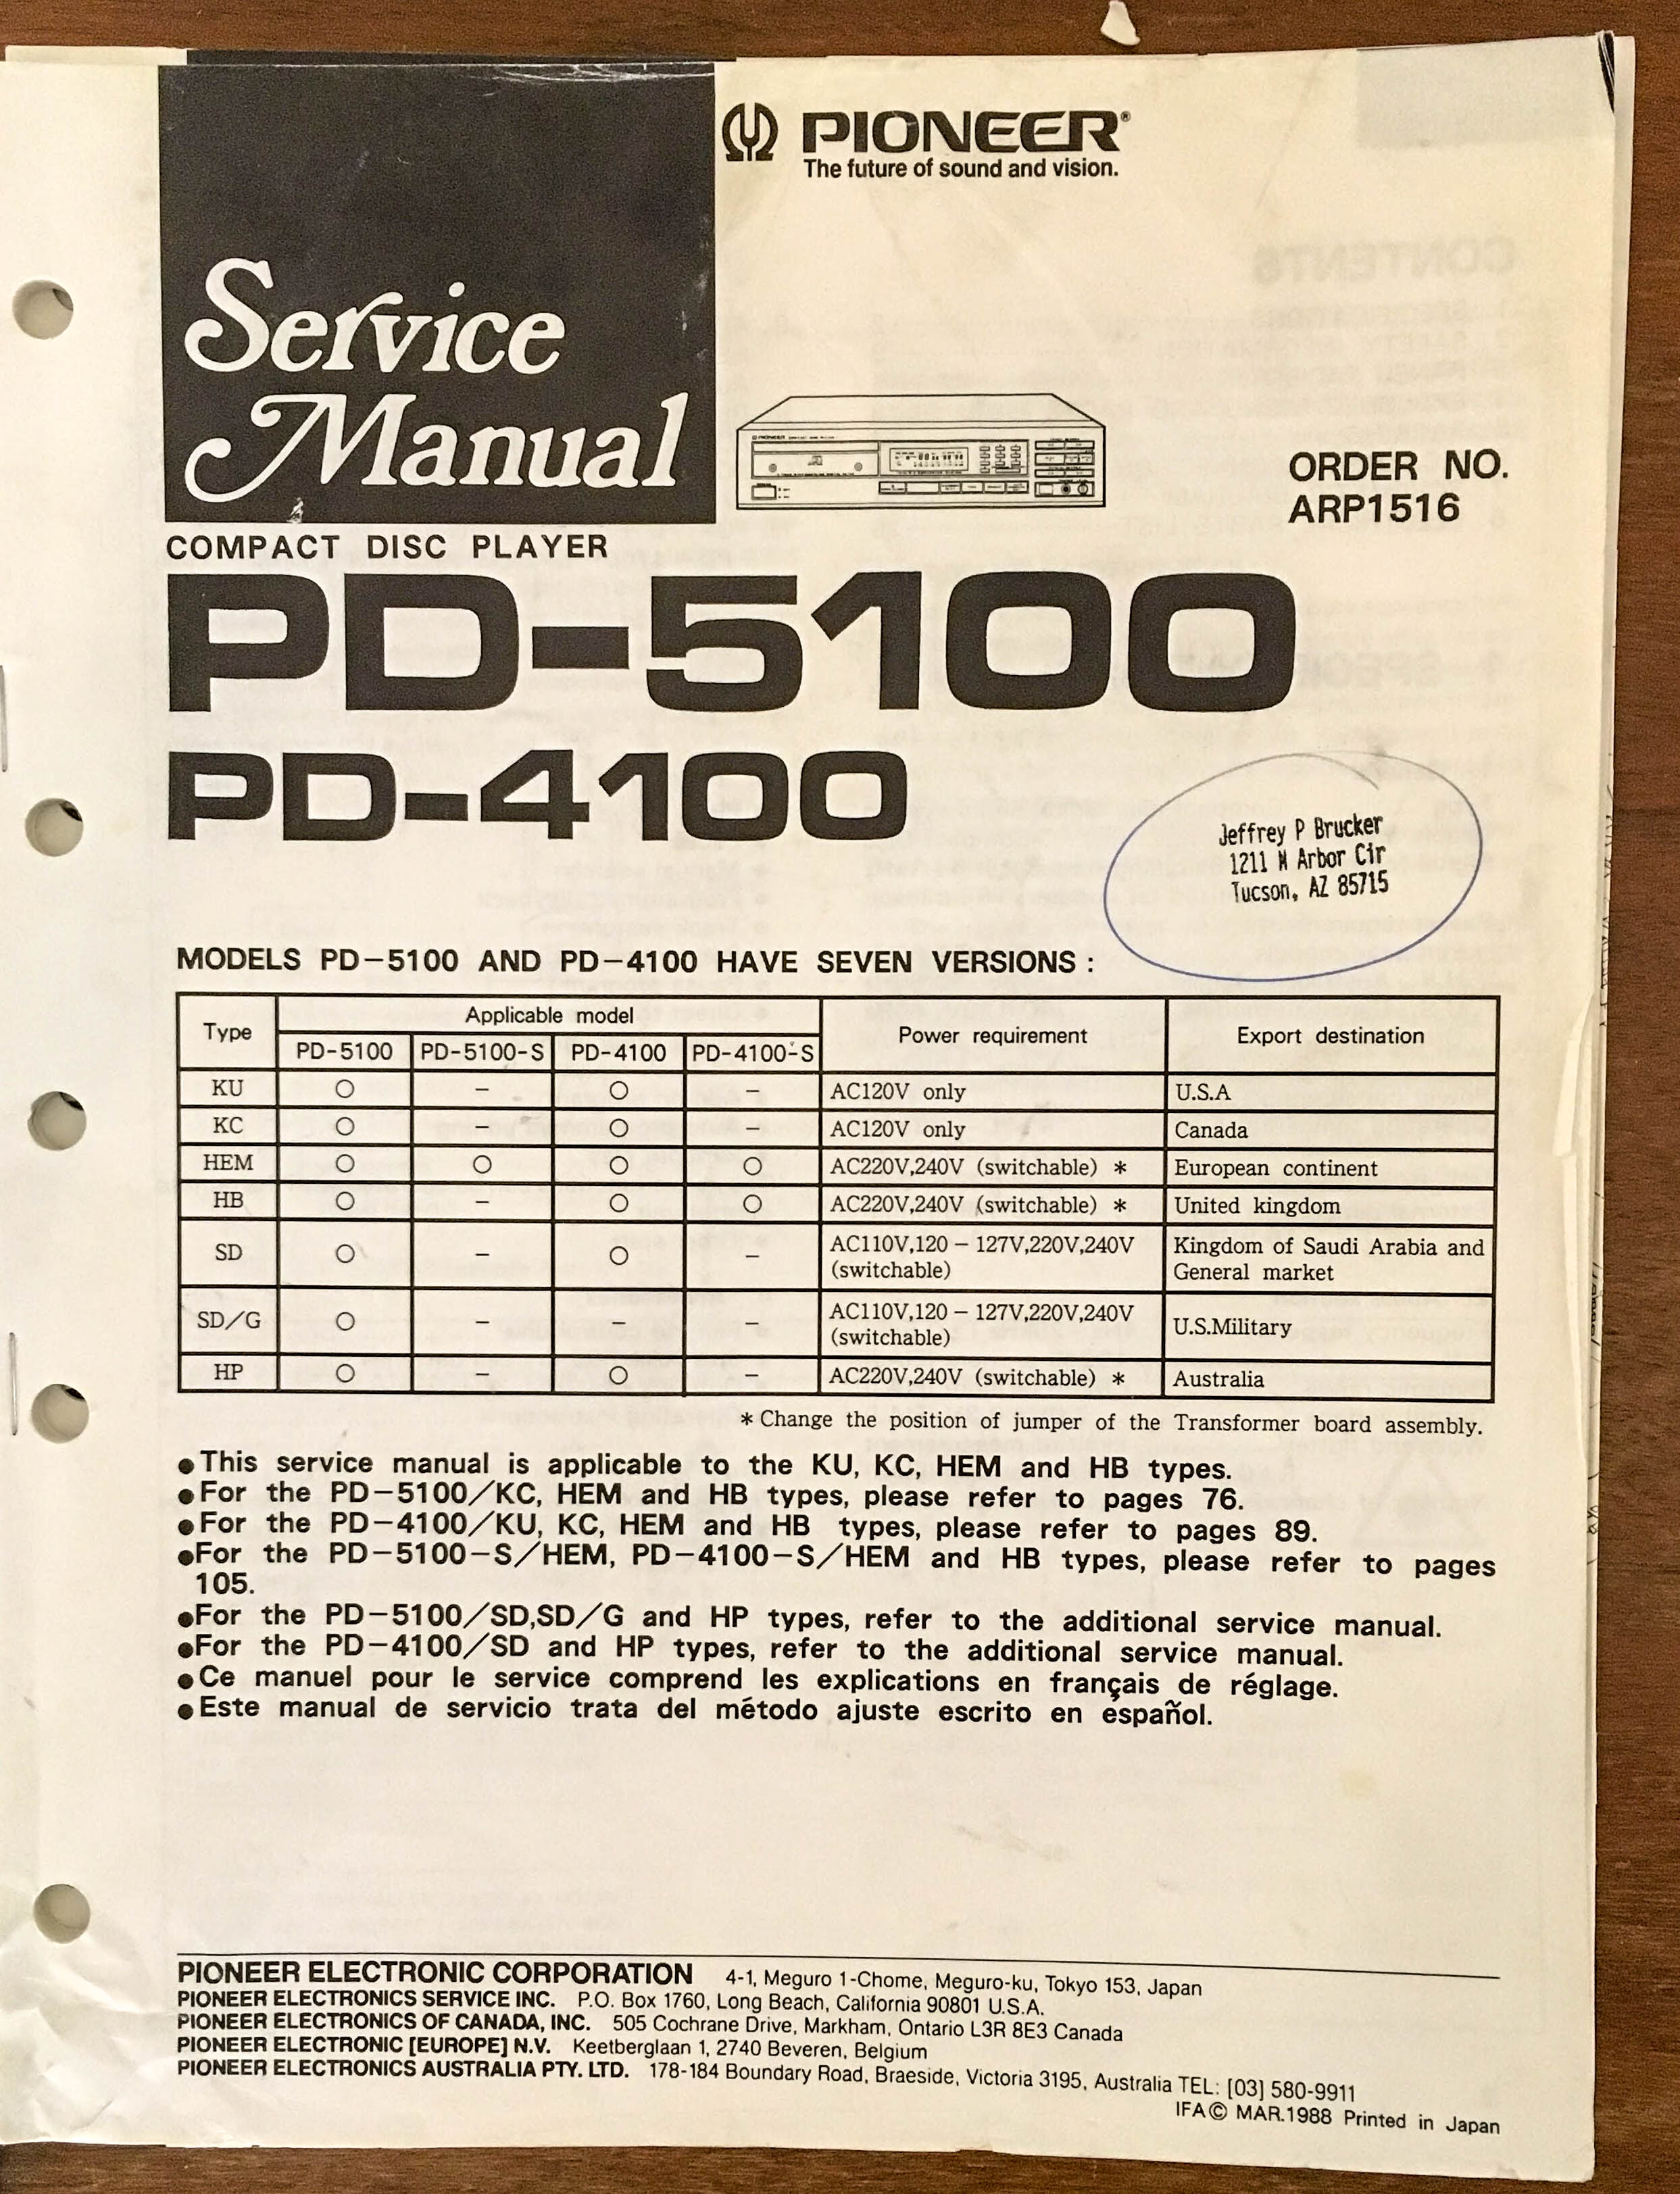 PIONEER®
The future of sound and vision.
Service
Manual
ORDER NO.
ARP1516
COMPACT DISC PLAYER
PD-5100
PD-4100
Jeffrey P Brucker
1211 N Arbor Cir
Tucson, AZ 85715
MODELS PD-5100 AND PD-4100 HAVE SEVEN VERSIONS :
Type Applicable model Power requirement Export destination
PD-5100 PD-5100-S PD-4100 PD-4100-S
KU ○ – ○ – AC120V only U.S.A
KC ○ – ○ – AC120V only Canada
HEM ○ ○ ○ ○ AC220V,240V (switchable) * European continent
HB ○ – ○ ○ AC220V,240V (switchable) * United kingdom
SD ○ – ○ – AC110V,120 – 127V,220V,240V Kingdom of Saudi Arabia and
(switchable) General market
SD/G ○ – – – AC110V,120 – 127V,220V,240V U.S.Military
(switchable)
HP ○ – ○ – AC220V,240V (switchable) * Australia
* Change the position of jumper of the Transformer board assembly.
● This service manual is applicable to the KU, KC, HEM and HB types.
● For the PD-5100/KC, HEM and HB types, please refer to pages 76.
● For the PD-4100/KU, KC, HEM and HB types, please refer to pages 89.
● For the PD-5100-S/HEM, PD-4100-S/HEM and HB types, please refer to pages
105.
● For the PD-5100/SD,SD/G and HP types, refer to the additional service manual.
● For the PD-4100/SD and HP types, refer to the additional service manual.
● Ce manuel pour le service comprend les explications en français de réglage.
● Este manual de servicio trata del método ajuste escrito en español.
PIONEER ELECTRONIC CORPORATION 4-1, Meguro 1-Chome, Meguro-ku, Tokyo 153, Japan
PIONEER ELECTRONICS SERVICE INC. P.O. Box 1760, Long Beach, California 90801 U.S.A.
PIONEER ELECTRONICS OF CANADA, INC. 505 Cochrane Drive, Markham, Ontario L3R 8E3 Canada
PIONEER ELECTRONIC [EUROPE] N.V. Keetberglaan 1, 2740 Beveren, Belgium
PIONEER ELECTRONICS AUSTRALIA PTY. LTD. 178-184 Boundary Road, Braeside, Victoria 3195, Australia TEL: [03] 580-9911
IFA © MAR.1988 Printed in Japan